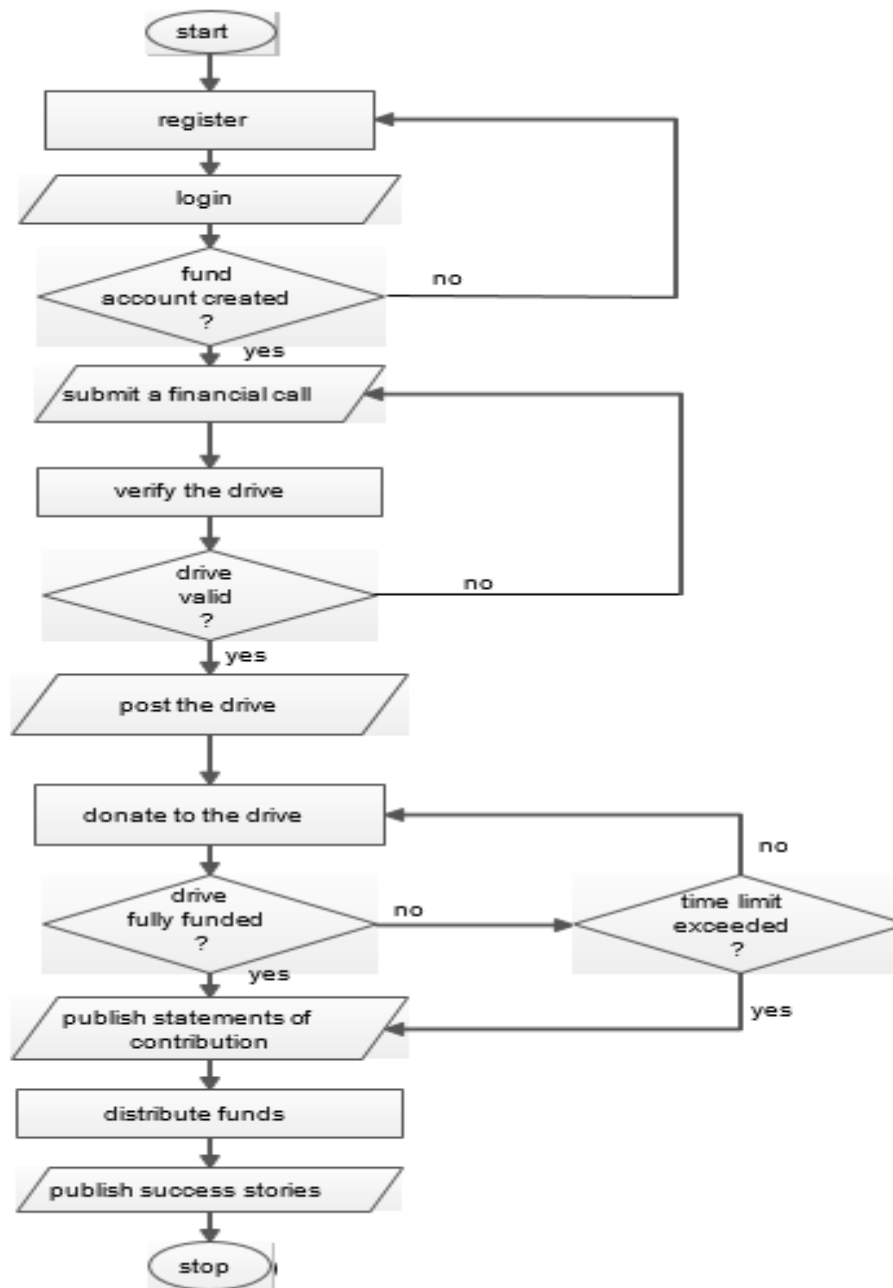 start
register
login
fund
account created
?
no
yes
submit a financial call
verify the drive
drive
valid
?
no
yes
post the drive
donate to the drive
no
drive
fully funded
?
no
time limit
exceeded
?
yes
yes
publish statements of
contribution
distribute funds
publish success stories
stop